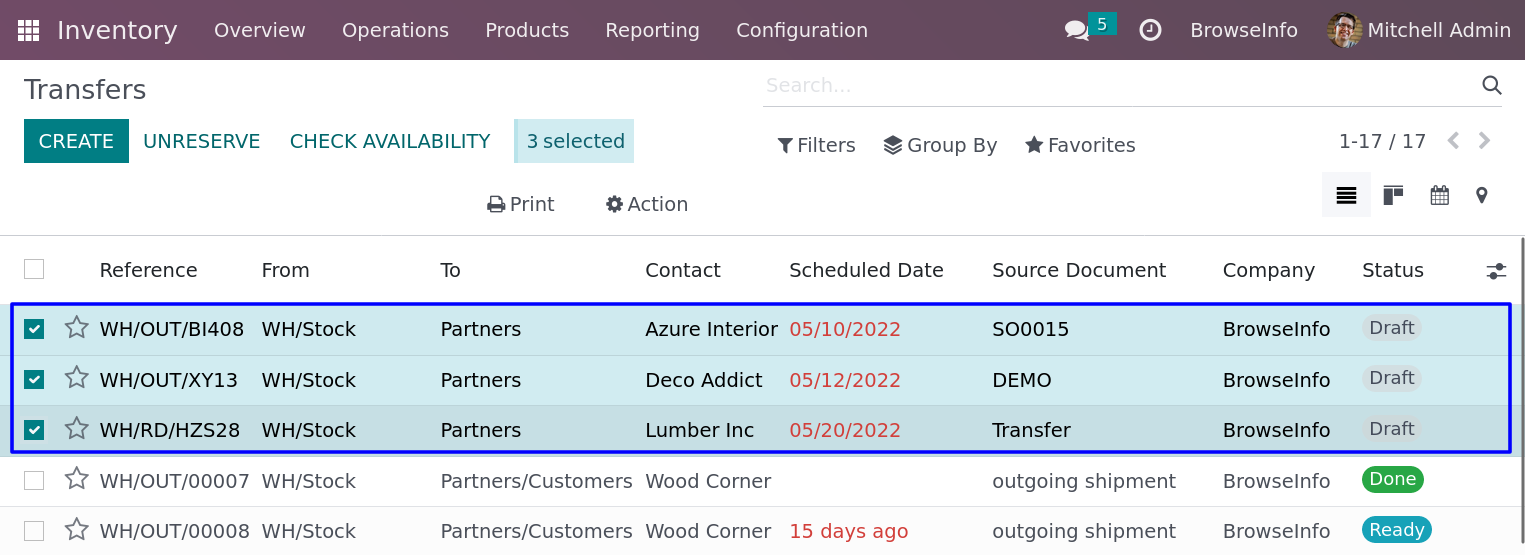 Inventory Overview Operations Products Reporting Configuration 5 BrowseInfo Mitchell Admin
Transfers Search...
CREATE UNRESERVE CHECK AVAILABILITY 3 selected Filters Group By Favorites 1-17 / 17
Print Action
Reference From To Contact Scheduled Date Source Document Company Status
WH/OUT/BI408 WH/Stock Partners Azure Interior 05/10/2022 SO0015 BrowseInfo Draft
WH/OUT/XY13 WH/Stock Partners Deco Addict 05/12/2022 DEMO BrowseInfo Draft
WH/RD/HZS28 WH/Stock Partners Lumber Inc 05/20/2022 Transfer BrowseInfo Draft
WH/OUT/00007 WH/Stock Partners/Customers Wood Corner outgoing shipment BrowseInfo Done
WH/OUT/00008 WH/Stock Partners/Customers Wood Corner 15 days ago outgoing shipment BrowseInfo Ready